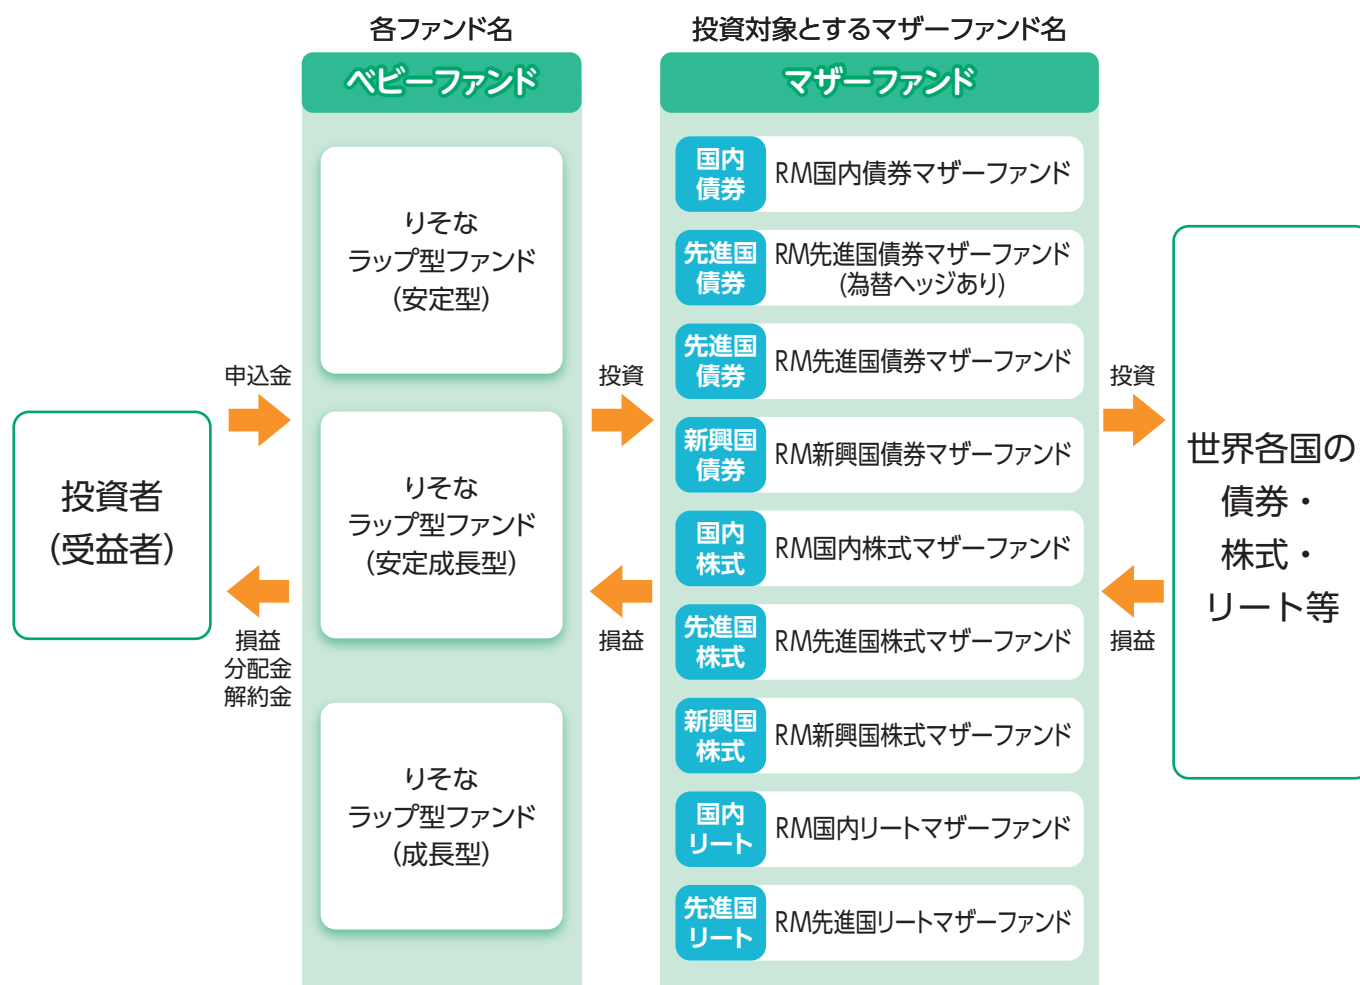 各ファンド名
ベビーファンド
りそな
ラップ型ファンド
(安定型)
りそな
ラップ型ファンド
(安定成長型)
りそな
ラップ型ファンド
(成長型)
投資対象とするマザーファンド名
マザーファンド
国内
債券
RM国内債券マザーファンド
先進国
債券
RM先進国債券マザーファンド
(為替ヘッジあり)
先進国
債券
RM先進国債券マザーファンド
新興国
債券
RM新興国債券マザーファンド
国内
株式
RM国内株式マザーファンド
先進国
株式
RM先進国株式マザーファンド
新興国
株式
RM新興国株式マザーファンド
国内
リート
RM国内リートマザーファンド
先進国
リート
RM先進国リートマザーファンド
投資者
(受益者)
申込金
損益
分配金
解約金
投資
損益
投資
損益
世界各国の
債券・
株式・
リート等